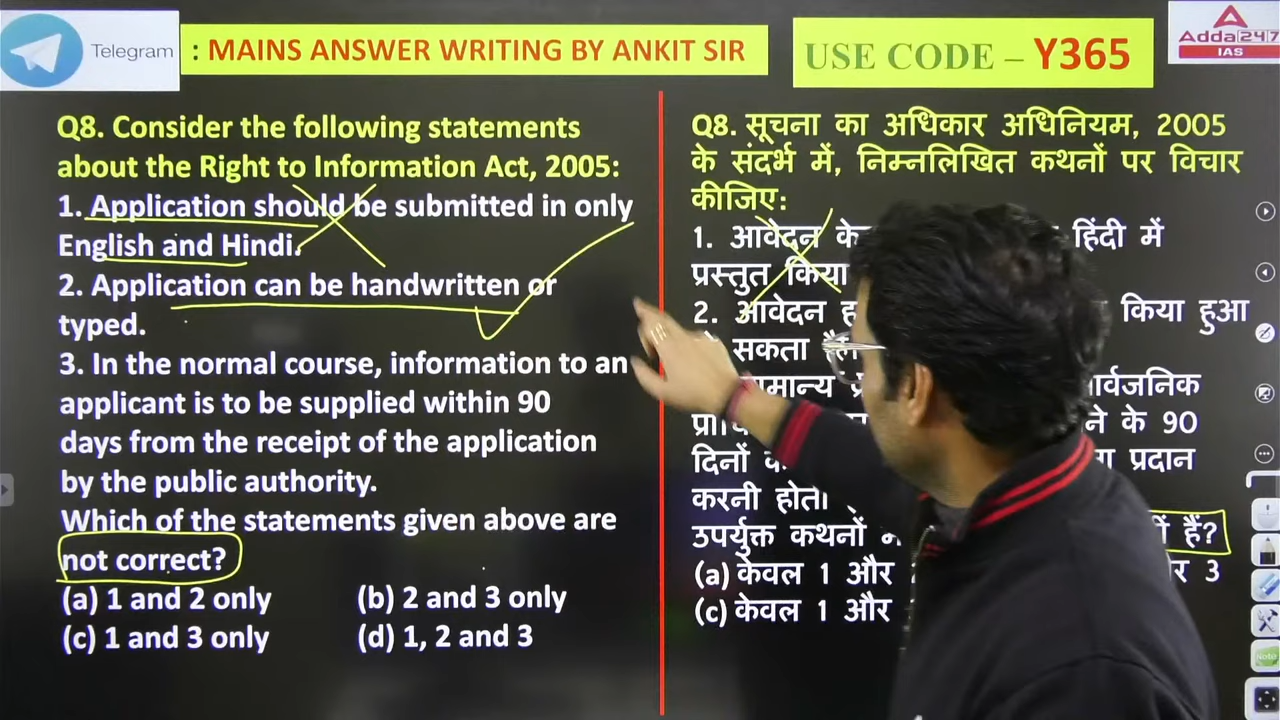 Telegram
: MAINS ANSWER WRITING BY ANKIT SIR
USE CODE – Y365
Adda247
IAS
Q8. Consider the following statements
about the Right to Information Act, 2005:
1. Application should be submitted in only
English and Hindi.
2. Application can be handwritten or
typed.
3. In the normal course, information to an
applicant is to be supplied within 90
days from the receipt of the application
by the public authority.
Which of the statements given above are
not correct?
(a) 1 and 2 only (b) 2 and 3 only
(c) 1 and 3 only (d) 1, 2 and 3
Q8. सूचना का अधिकार अधिनियम, 2005
के संदर्भ में, निम्नलिखित कथनों पर विचार
कीजिए:
1. आवेदन हिंदी में
प्रस्तुत किया
2. आवेदन किया हुआ
सकता
के 90
दिनों प्रदान
करनी
उपर्युक्त कथनों हैं?
(a) केवल 1 और 3
(c) केवल 1 और
Note